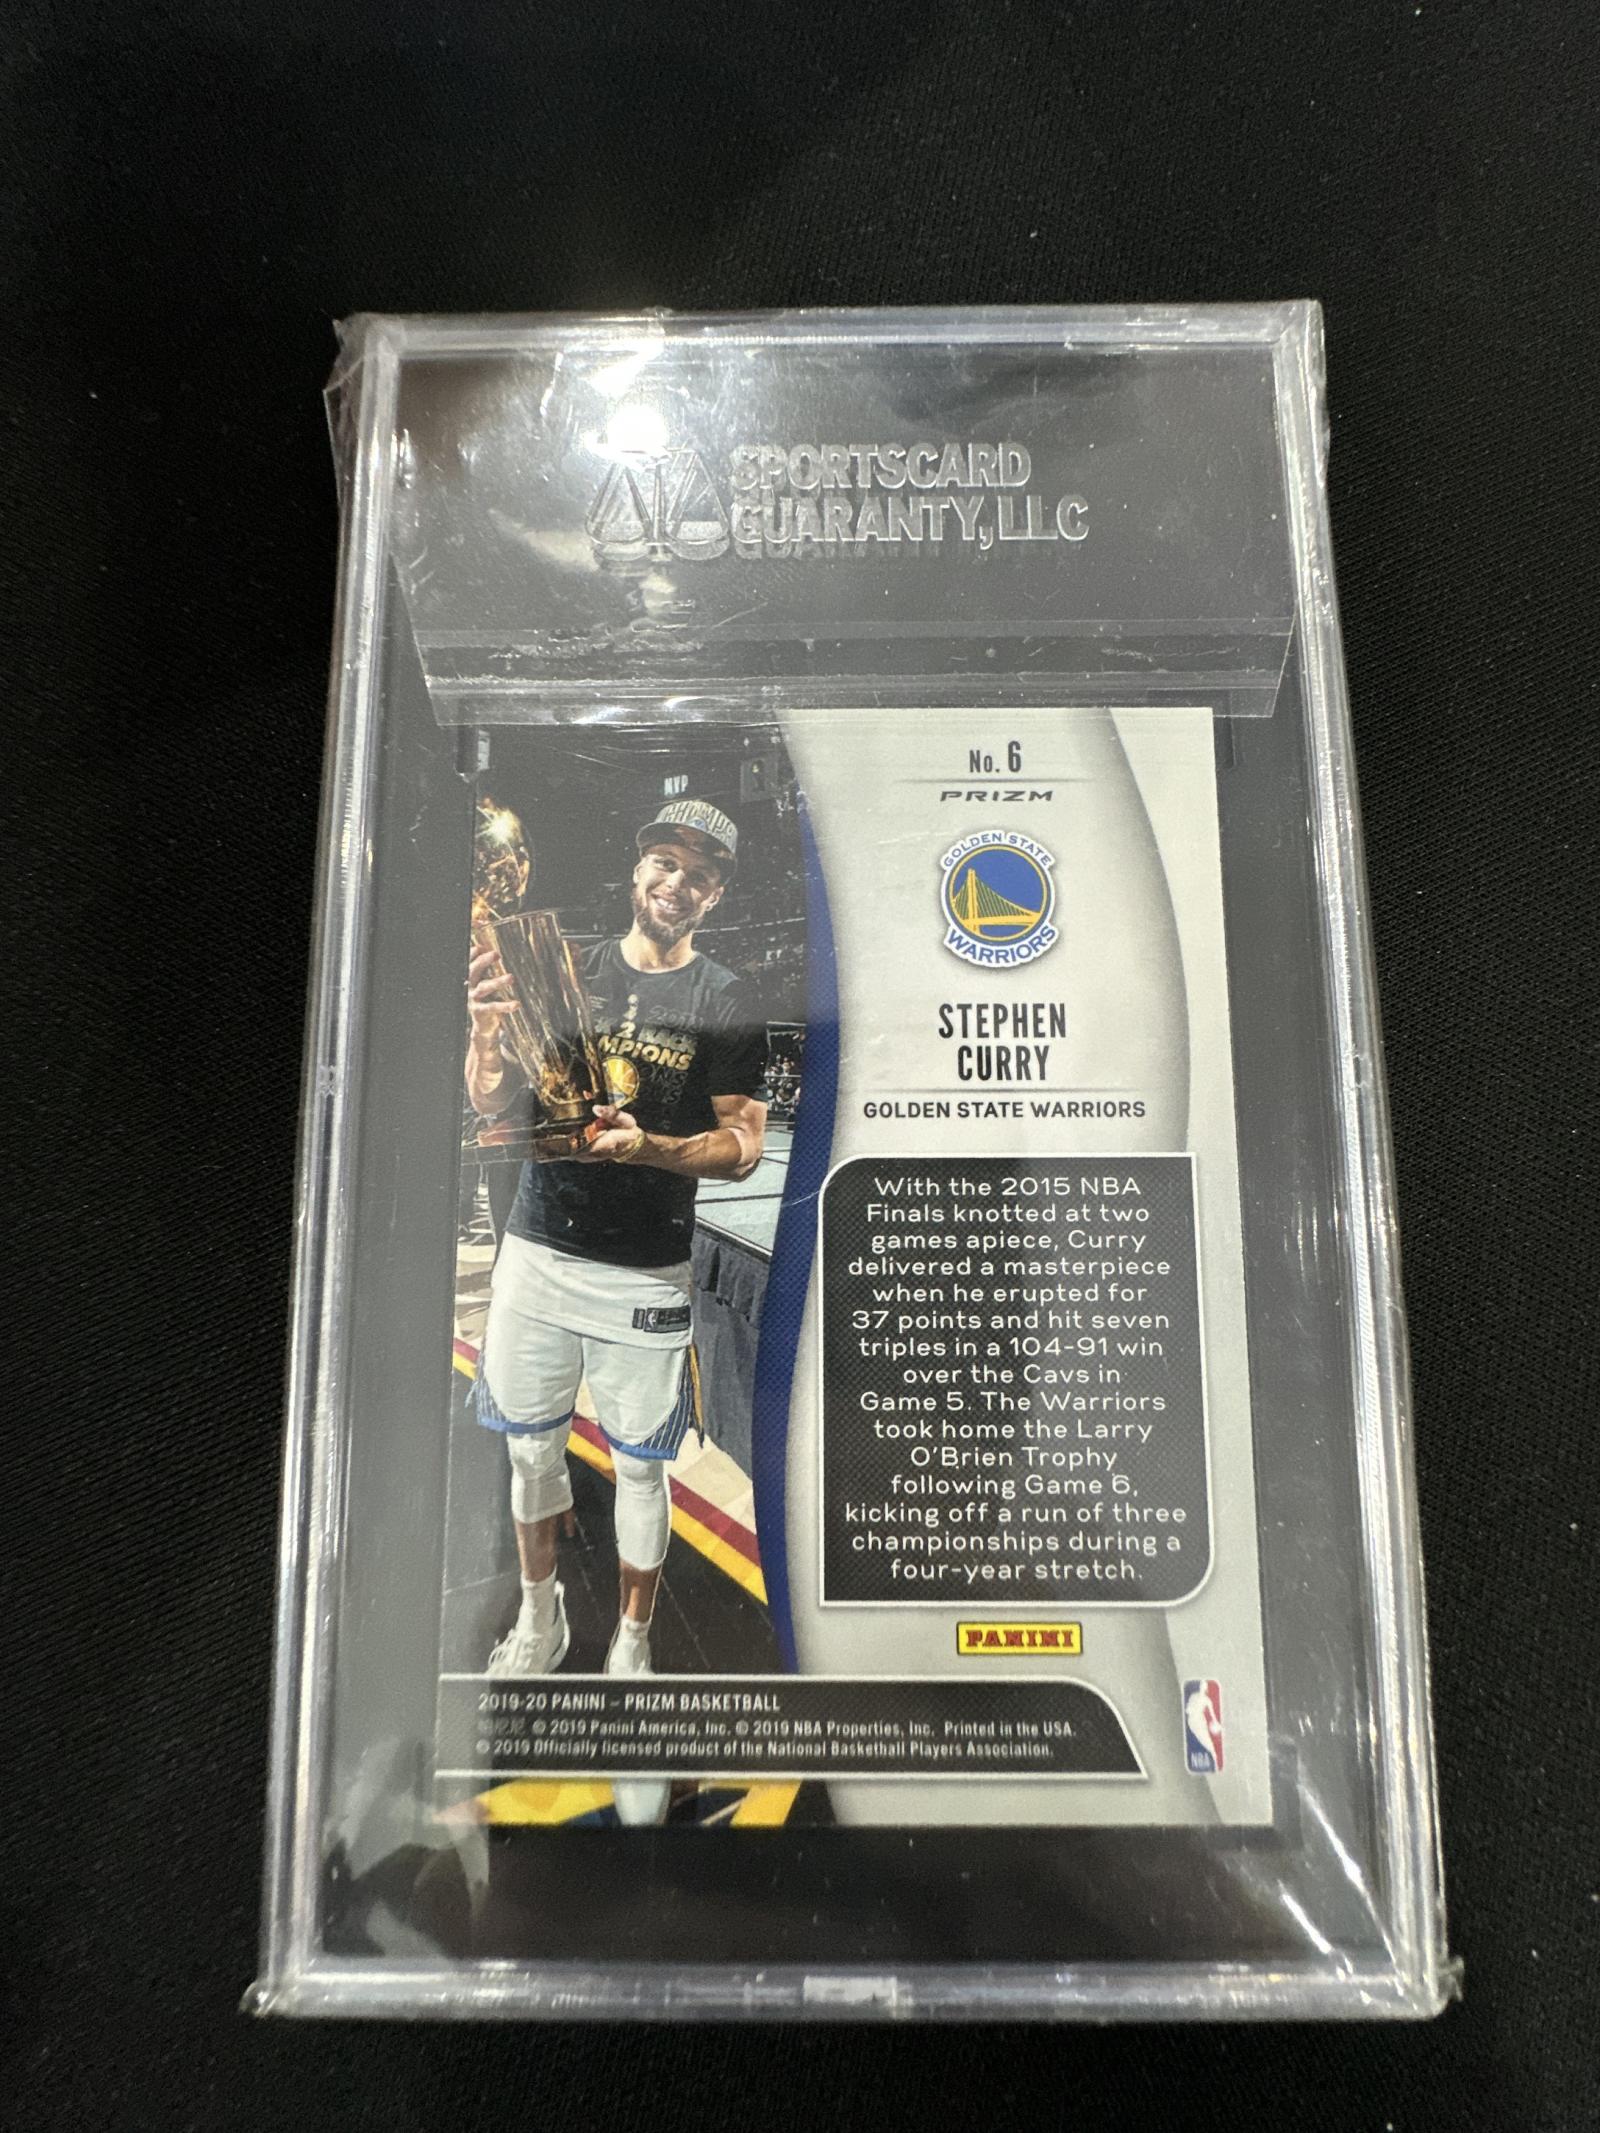 SPORTSCARD
GUARANTY, LLC
No. 6
PRIZM
MVP
GOLDEN STATE
WARRIORS
STEPHEN
CURRY
GOLDEN STATE WARRIORS
With the 2015 NBA
Finals knotted at two
games apiece, Curry
delivered a masterpiece
when he erupted for
37 points and hit seven
triples in a 104-91 win
over the Cavs in
Game 5. The Warriors
took home the Larry
O'Brien Trophy
following Game 6,
kicking off a run of three
championships during a
four-year stretch.
PANINI
2019-20 PANINI – PRIZM BASKETBALL
© 2019 Panini America, Inc. © 2019 NBA Properties, Inc. Printed in the USA.
© 2019 Officially licensed product of the National Basketball Players Association.
NBA